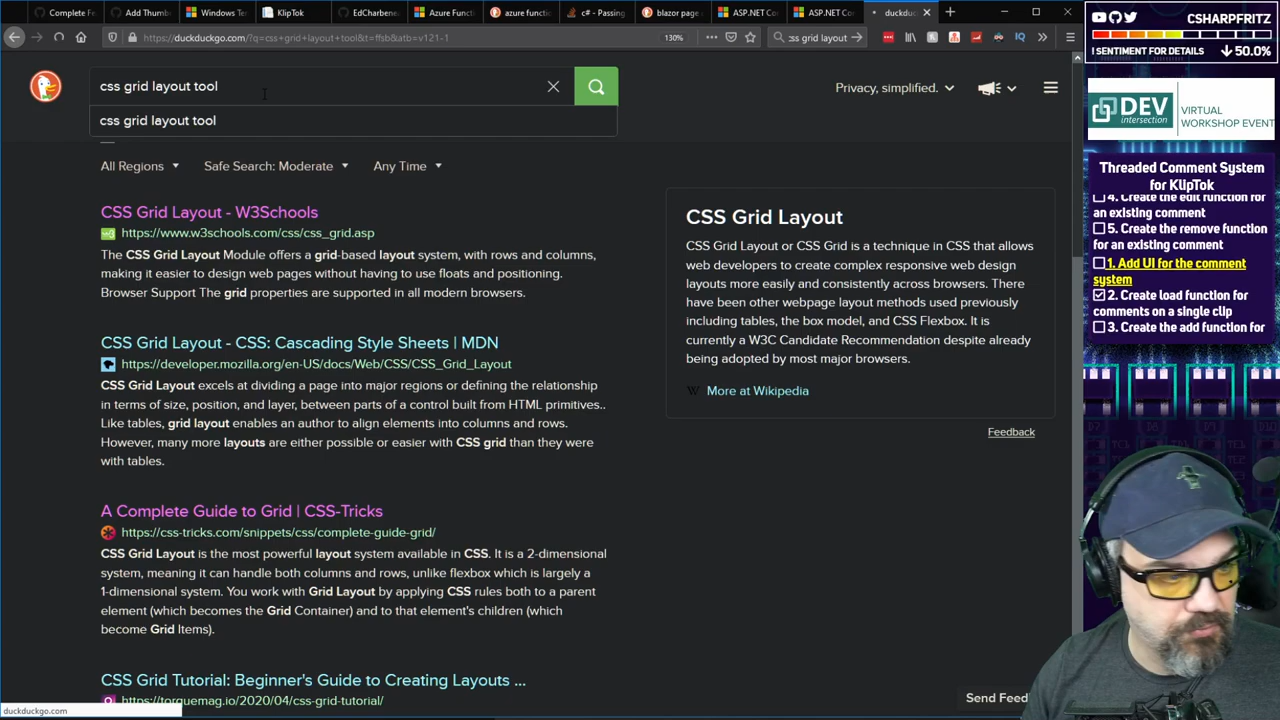 Complete Fe
Add Thumb
Windows Ter
KlipTok
EdCharbene
Azure Functi
azure functio
c# - Passing
blazor page
ASP.NET Co
ASP.NET Co
duckduc
https://duckduckgo.com/?q=css+grid+layout+tool&t=ffsb&atb=v121-1
130%
css grid layout
CSHARPFRITZ
! SENTIMENT FOR DETAILS
50.0%
css grid layout tool
css grid layout tool
Privacy, simplified.
All Regions
Safe Search: Moderate
Any Time
CSS Grid Layout - W3Schools
https://www.w3schools.com/css/css_grid.asp
The CSS Grid Layout Module offers a grid-based layout system, with rows and columns,
making it easier to design web pages without having to use floats and positioning.
Browser Support The grid properties are supported in all modern browsers.
CSS Grid Layout - CSS: Cascading Style Sheets | MDN
https://developer.mozilla.org/en-US/docs/Web/CSS/CSS_Grid_Layout
CSS Grid Layout excels at dividing a page into major regions or defining the relationship
in terms of size, position, and layer, between parts of a control built from HTML primitives..
Like tables, grid layout enables an author to align elements into columns and rows.
However, many more layouts are either possible or easier with CSS grid than they were
with tables.
A Complete Guide to Grid | CSS-Tricks
https://css-tricks.com/snippets/css/complete-guide-grid/
CSS Grid Layout is the most powerful layout system available in CSS. It is a 2-dimensional
system, meaning it can handle both columns and rows, unlike flexbox which is largely a
1-dimensional system. You work with Grid Layout by applying CSS rules both to a parent
element (which becomes the Grid Container) and to that element's children (which
become Grid Items).
CSS Grid Tutorial: Beginner's Guide to Creating Layouts ...
https://torquemag.io/2020/04/css-grid-tutorial/
duckduckgo.com
CSS Grid Layout
CSS Grid Layout or CSS Grid is a technique in CSS that allows
web developers to create complex responsive web design
layouts more easily and consistently across browsers. There
have been other webpage layout methods used previously
including tables, the box model, and CSS Flexbox. It is
currently a W3C Candidate Recommendation despite already
being adopted by most major browsers.
W More at Wikipedia
Feedback
Send Feed
DEV
intersection
VIRTUAL
WORKSHOP EVENT
Threaded Comment System
for KlipTok
4. Create the edit function for
an existing comment
5. Create the remove function
for an existing comment
1. Add UI for the comment
system
2. Create load function for
comments on a single clip
3. Create the add function for